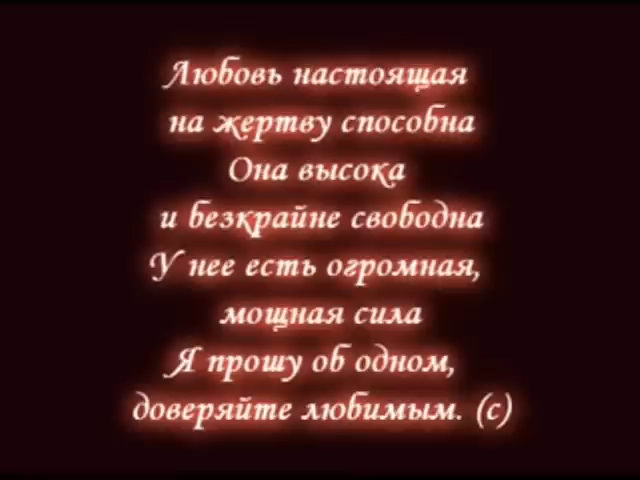 Любовь настоящая
на жертву способна
Она высока
и безкрайне свободна
У нее есть огромная,
мощная сила
Я прошу об одном,
доверяйте любимым. (с)